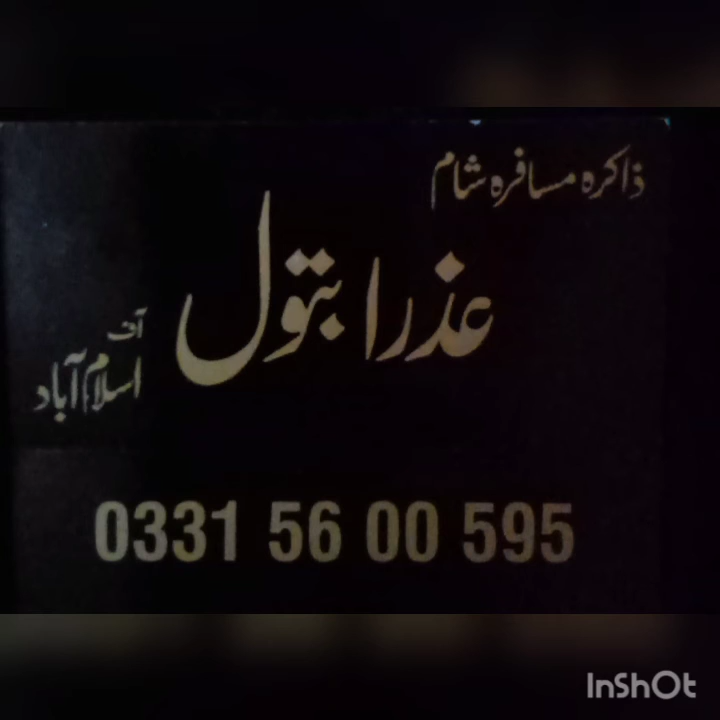 ذاکرہ مسافرہ شام
عذرا بتول
آف
اسلام آباد
0331 56 00 595
InShOt